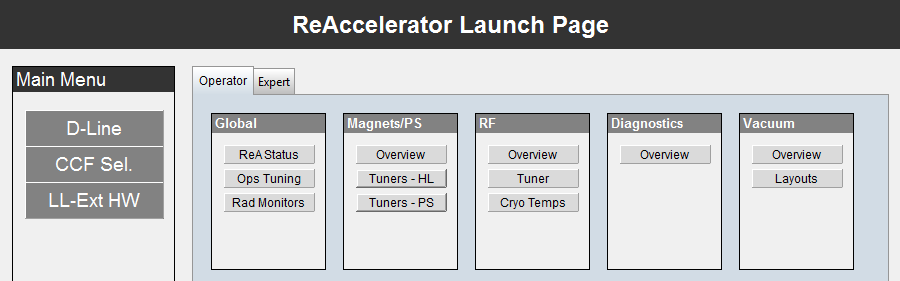 ReAccelerator Launch Page
Main Menu
D-Line
CCF Sel.
LL-Ext HW
Operator
Expert
Global
ReA Status
Ops Tuning
Rad Monitors
Magnets/PS
Overview
Tuners - HL
Tuners - PS
RF
Overview
Tuner
Cryo Temps
Diagnostics
Overview
Vacuum
Overview
Layouts